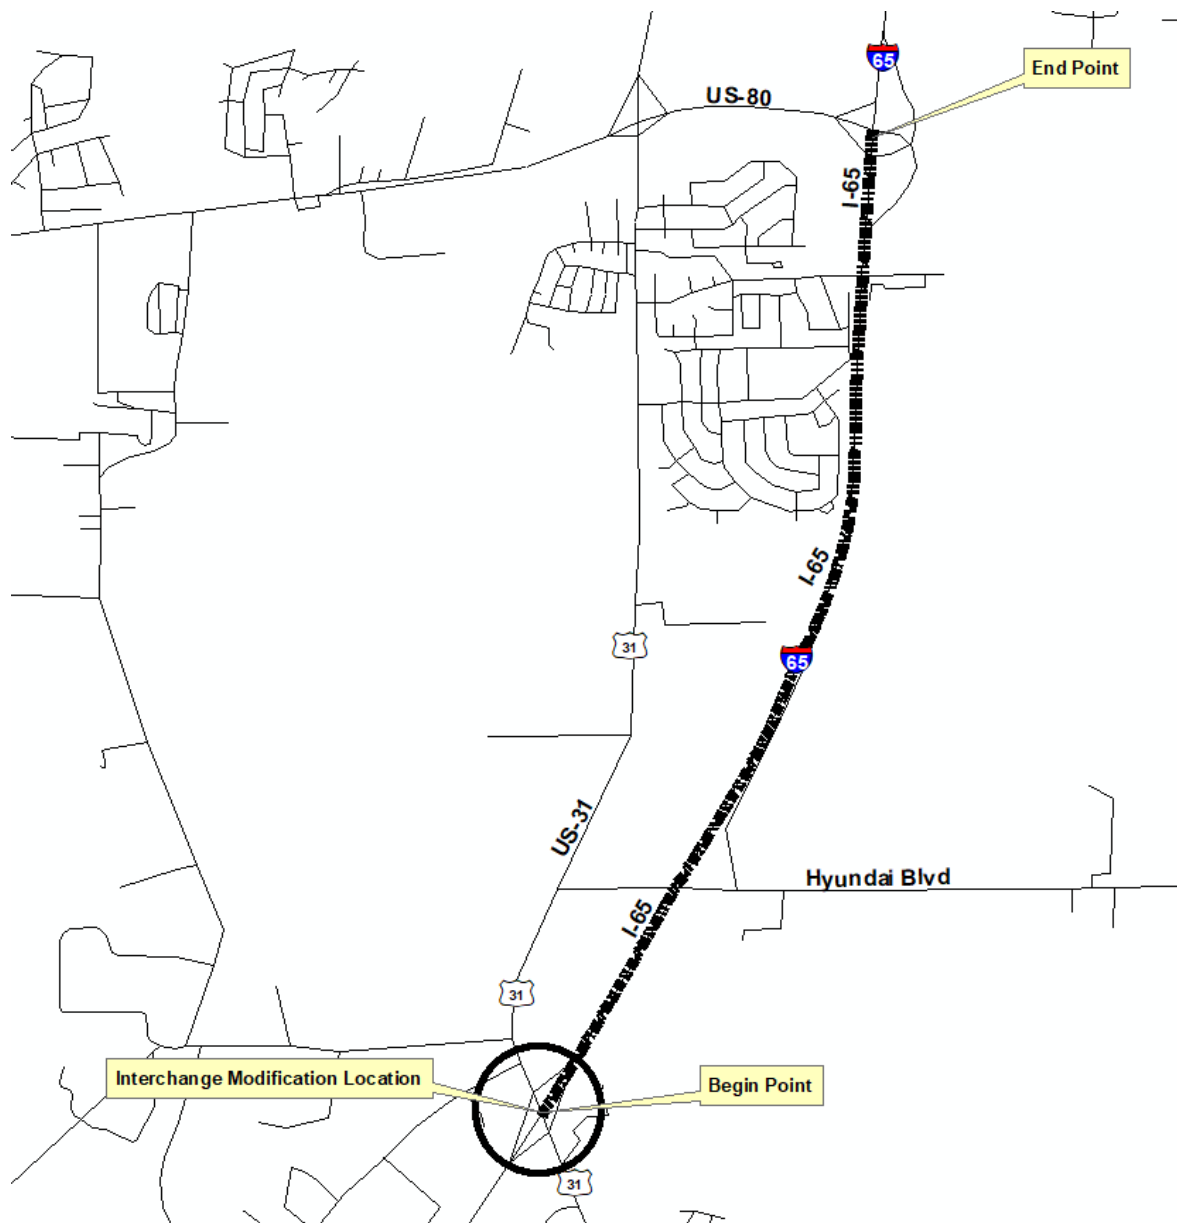 65
End Point
US-80
I-65
I-65
31
65
US-31
Hyundai Blvd
I-65
31
Interchange Modification Location
Begin Point
31